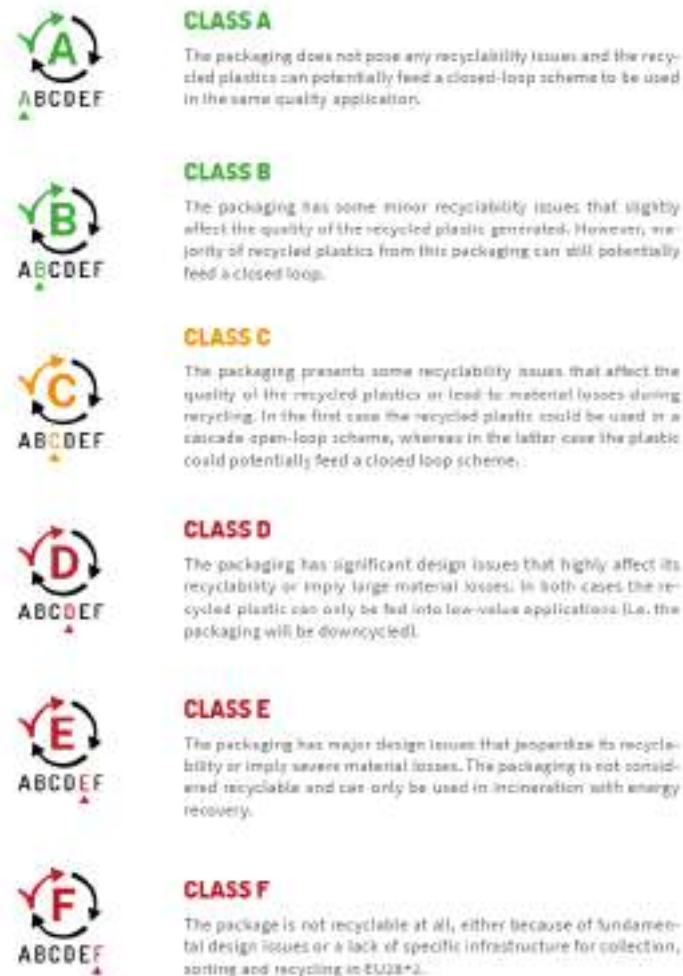 A
ABCDEF
CLASS A
The packaging does not pose any recyclability issues and the recy-
cled plastics can potentially feed a closed-loop scheme to be used
in the same quality application.
B
ABCDEF
CLASS B
The packaging has some minor recyclability issues that slightly
affect the quality of the recycled plastic generated. However, ma-
jority of recycled plastics from this packaging can still potentially
feed a closed loop.
C
ABCDEF
CLASS C
The packaging presents some recyclability issues that affect the
quality of the recycled plastics or lead to material losses during
recycling. In the first case the recycled plastic could be used in a
cascade open-loop scheme, whereas in the latter case the plastic
could potentially feed a closed loop scheme.
D
ABCDEF
CLASS D
The packaging has significant design issues that highly affect its
recyclability or imply large material losses. In both cases the re-
cycled plastic can only be fed into low-value applications (i.e. the
packaging will be downcycled).
E
ABCDEF
CLASS E
The packaging has major design issues that jeopardize its recycla-
bility or imply severe material losses. The packaging is not consid-
ered recyclable and can only be used in incineration with energy
recovery.
F
ABCDEF
CLASS F
The package is not recyclable at all, either because of fundamen-
tal design issues or a lack of specific infrastructure for collection,
sorting and recycling in EU28+2.